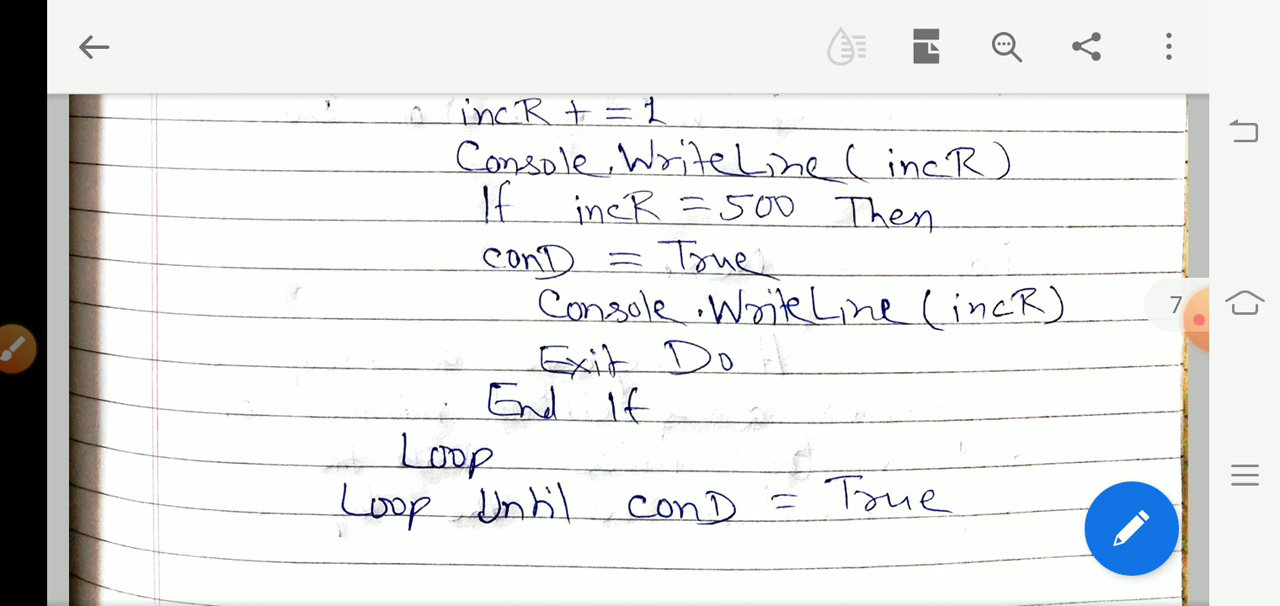 incR + = 1
Console.WriteLine(incR)
If incR = 500 Then
conD = True
Console.WriteLine(incR)
Exit Do
End If
Loop
Loop Until conD = True
7